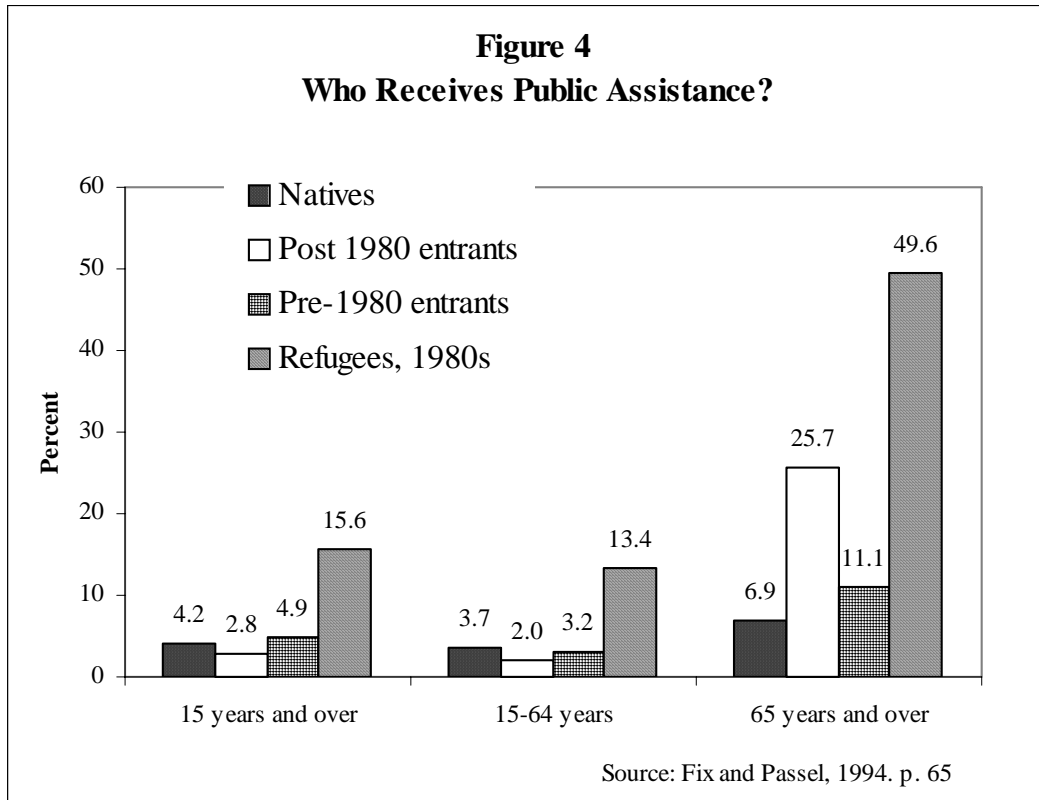 Figure 4
Who Receives Public Assistance?
Percent
60
50
40
30
20
10
0
Natives
Post 1980 entrants
Pre-1980 entrants
Refugees, 1980s
4.2
2.8
4.9
15.6
3.7
2.0
3.2
13.4
6.9
25.7
11.1
49.6
15 years and over
15-64 years
65 years and over
Source: Fix and Passel, 1994. p. 65